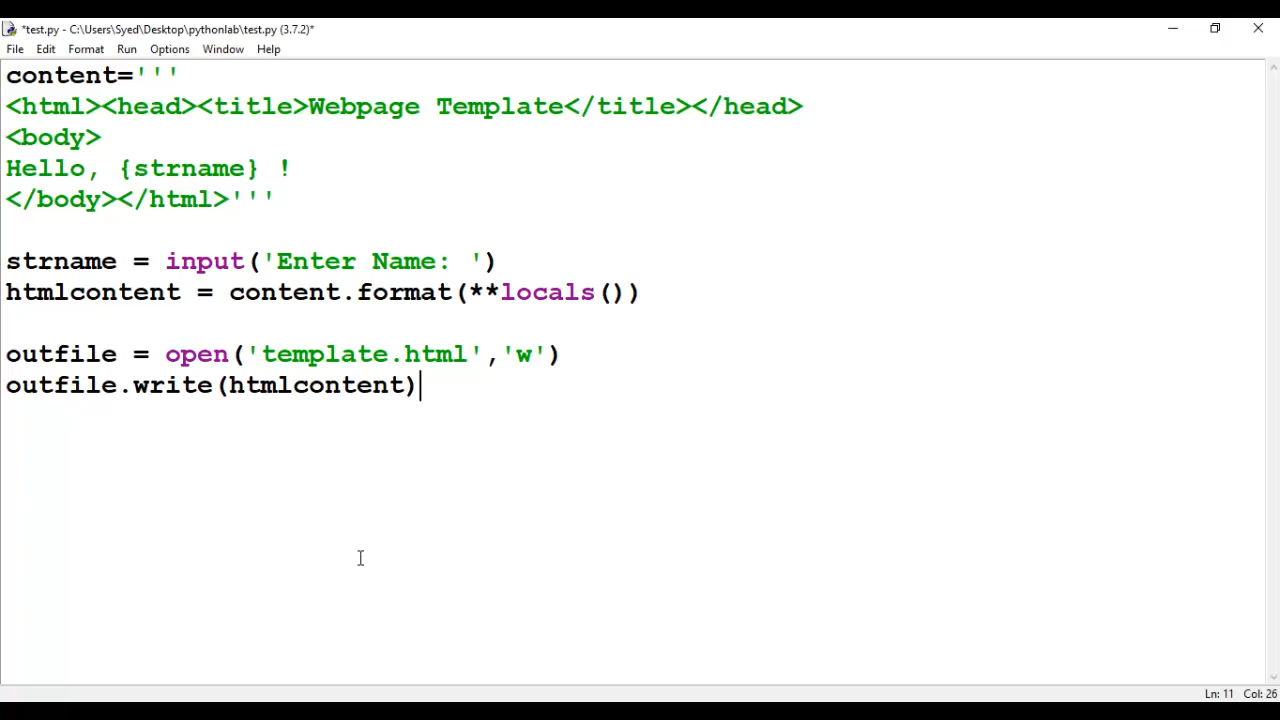 *test.py - C:\Users\Syed\Desktop\pythonlab\test.py (3.7.2)*
File Edit Format Run Options Window Help
content='''
<html><head><title>Webpage Template</title></head>
<body>
Hello, {strname} !
</body></html>'''
strname = input('Enter Name: ')
htmlcontent = content.format(**locals())
outfile = open('template.html','w')
outfile.write(htmlcontent)
Ln: 11 Col: 26